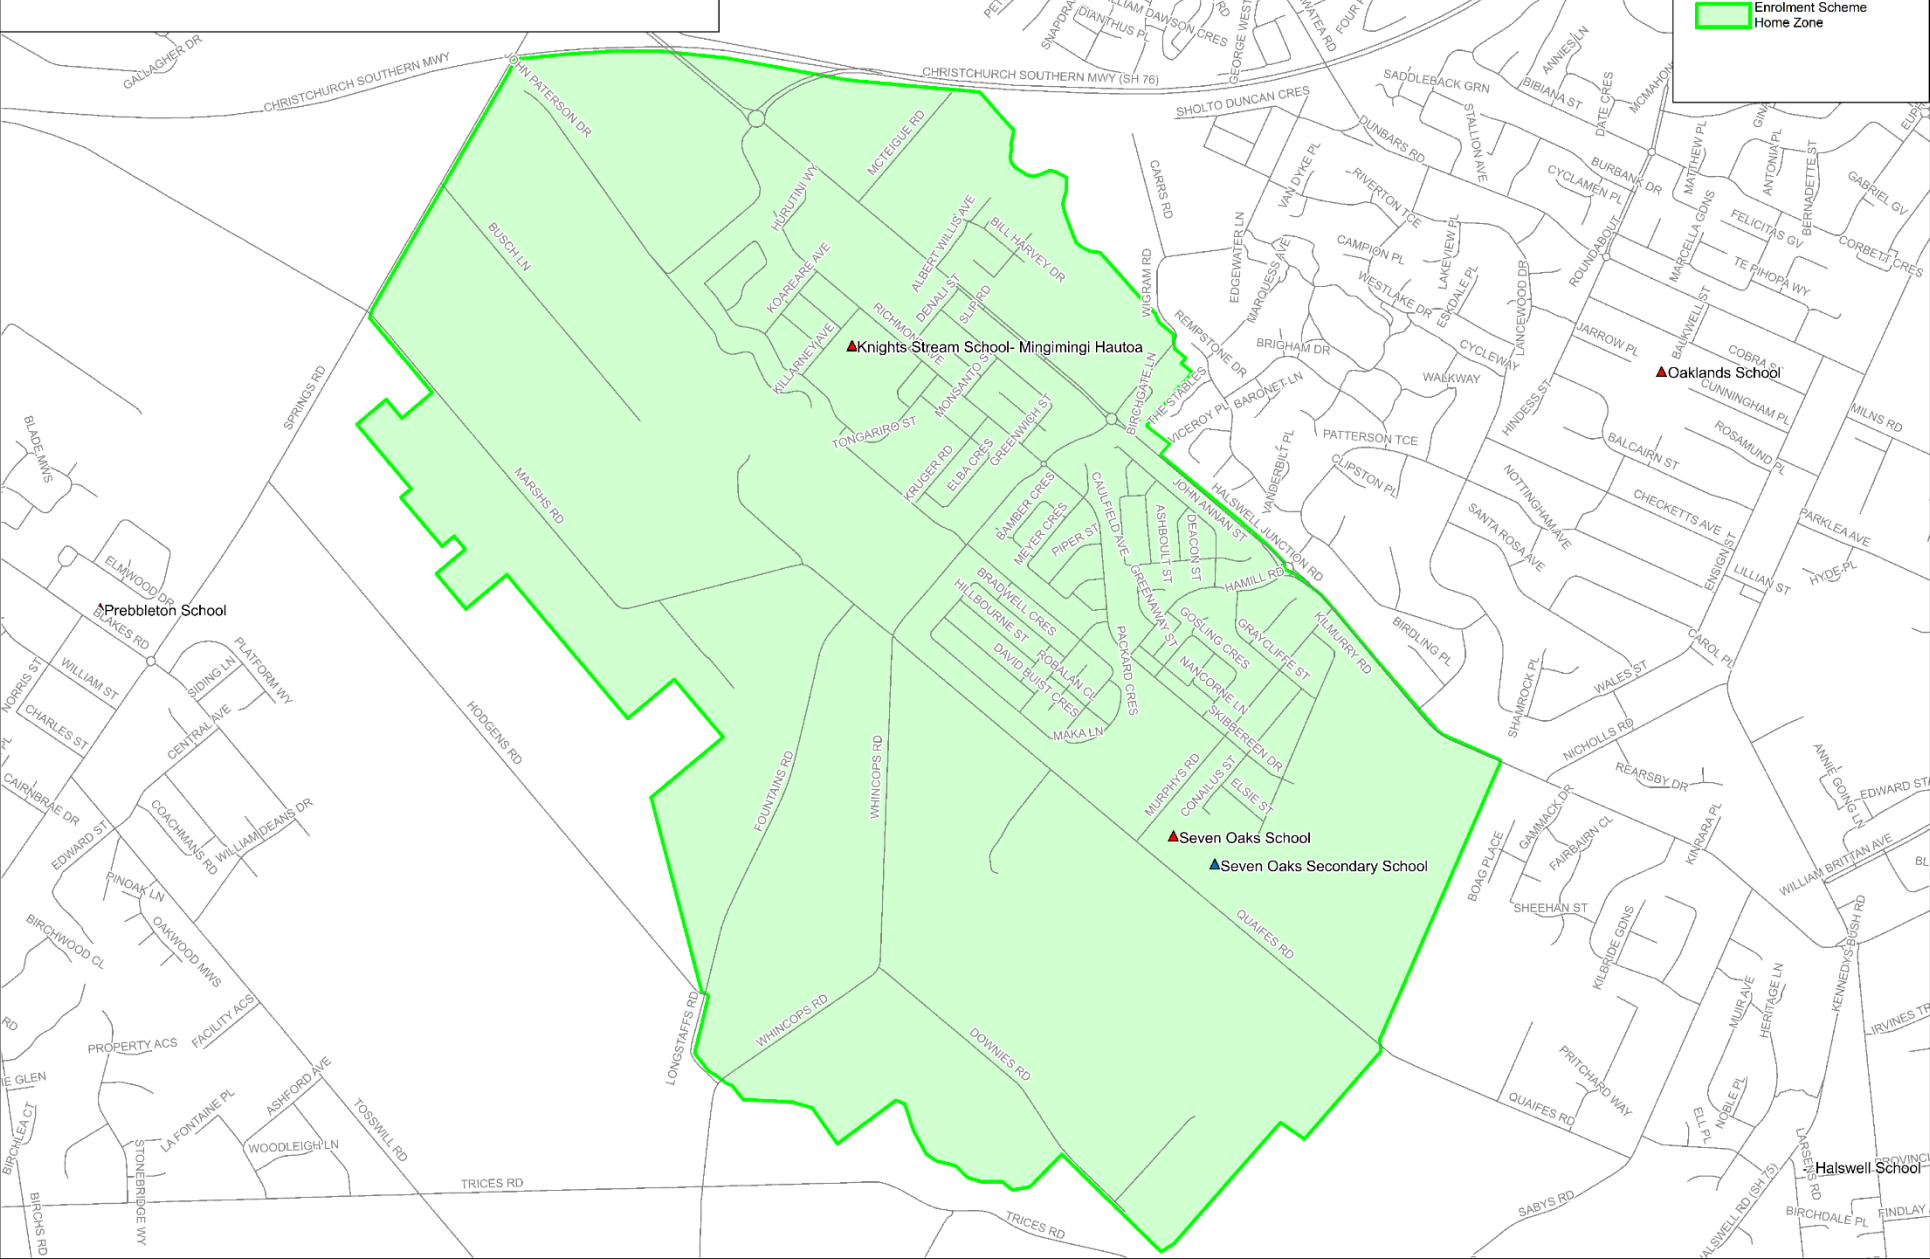 Enrolment Scheme
Home Zone
GALLAGHER DR
CHRISTCHURCH SOUTHERN MWY
JOHN PATERSON DR
CHRISTCHURCH SOUTHERN MWY (SH 76)
DIANTHUS PL
DAWSON CRES
GEORGE WEST
SHOLTO DUNCAN CRES
SADDLEBACK GRN
BIBIANA ST
ANNIES LN
DATE CRES
STALLION AVE
DUNBARS RD
MCTEIGUE RD
CARRS RD
VAN DYKE PL
RIVERTON TCE
BURBANK DR
CYCLAMEN PL
MATTHEW PL
ANTONIA PL
BERNADETTE ST
GABRIEL GV
MARCELLA GDNS
FELICITAS GV
TE PIHOPA WY
ROUNDABOUT
HURUTINI WY
BUSCH LN
KOAREARE AVE
ALBERT WILLIS AVE
BILL HARVEY DR
DENALI ST
SLIP RD
WIGRAM RD
EDGEWATER LN
MARQUESS AVE
CAMPION PL
LAKEVIEW PL
WESTLAKE DR
ESKDALE PL
LANCEWOOD DR
REMPSTONE DR
BRIGHAM DR
CYCLEWAY
WALKWAY
JARROW PL
BALKWELL ST
COBRA S
CUNNINGHAM PL
Oaklands School
MILNS RD
KILLARNEY AVE
Knights Stream School- Mingimingi Hautoa
MONSANTO ST
BIRCHGATE LN
THE STABLES
VICEROY PL
BARONET LN
PATTERSON TCE
HINDESS ST
BALCAIRN ST
ROSAMUND PL
SPRINGS RD
BLADE MWS
MARSHS RD
TONGARIRO ST
KRUGER RD
ELBA CRES
GREENWICH ST
VANDERBILT PL
CLIPSTON PL
NOTTINGHAM AVE
SANTA ROSA AVE
CHECKETTS AVE
PARKLEA AVE
ENSIGN ST
LILLIAN ST
HYDE PL
BAMBER CRES
MEYER CRES
PIPER ST
CAULFIELD AVE
ASHBOULT ST
DEACON ST
JOHN ANNAN ST
HALSWELL JUNCTION RD
HAMILL RD
ELMWOOD DR
Prebbleton School
BLAKES RD
BRADWELL CRES
HILLBOURNE ST
DAVID BUIST CRES
ROBALAN CL
PACKARD CRES
GREENAWAY ST
GOSLING CRES
GRAYCLIFFE ST
NANCORNE LN
KILMURRY RD
BIRDLING PL
CAROL PL
WALES ST
SHAMROCK PL
NICHOLLS RD
NORRIS ST
WILLIAM ST
SIDING LN
PLATFORM WY
CHARLES ST
CENTRAL AVE
CAIRNBRAE DR
HODGENS RD
MAKA LN
SKIBBEREEN DR
MURPHYS RD
CONAILUS ST
ELSIE ST
FOUNTAINS RD
WHINCOPS RD
REARSBY DR
ANNIE GOING LN
EDWARD ST
COACHMANS RD
WILLIAM DEANS DR
Seven Oaks School
Seven Oaks Secondary School
BOAG PLACE
GAMMACK DR
FAIRBAIRN CL
KINRARA PL
WILLIAM BRITTAN AVE
PINOAK LN
BIRCHWOOD CL
OAKWOOD MWS
QUAIFES RD
SHEEHAN ST
KILBRIDE GDNS
KENNEDYS BUSH RD
MUIR AVE
HERITAGE LN
FACILITY ACS
PROPERTY ACS
LONGSTAFFS RD
WHINCOPS RD
DOWNIES RD
PRITCHARD WAY
NOBLE PL
ELL PL
QUAIFES RD
LA FONTAINE PL
ASHFORD AVE
TOSSWILL RD
WOODLEIGH LN
STONEBRIDGE WY
BIRCHLEA CT
BIRCHS RD
TRICES RD
TRICES RD
SABYS RD
LARSENS RD
Halswell School
BIRCHDALE PL
FINDLAY